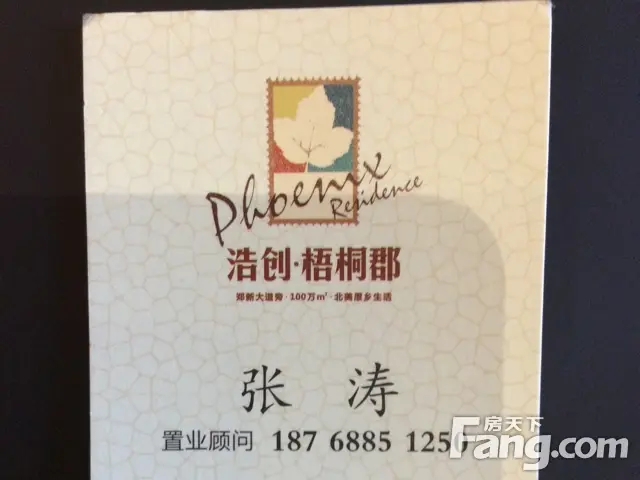 Phoenix
Residence
浩创·梧桐郡
郑新大道旁·100万㎡·北美原乡生活
张 涛
置业顾问 187 6885 1250
房天下
Fang.com